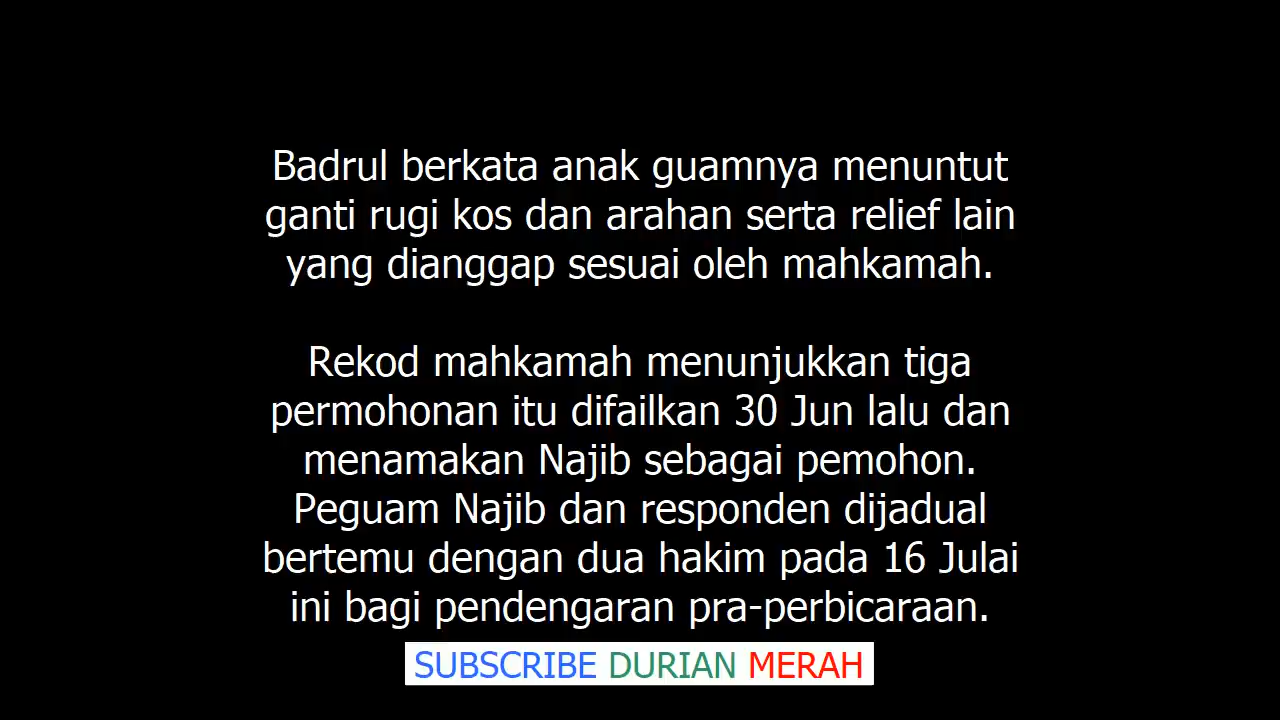 Badrul berkata anak guamnya menuntut
ganti rugi kos dan arahan serta relief lain
yang dianggap sesuai oleh mahkamah.
Rekod mahkamah menunjukkan tiga
permohonan itu difailkan 30 Jun lalu dan
menamakan Najib sebagai pemohon.
Peguam Najib dan responden dijadual
bertemu dengan dua hakim pada 16 Julai
ini bagi pendengaran pra-perbicaraan.
SUBSCRIBE DURIAN MERAH